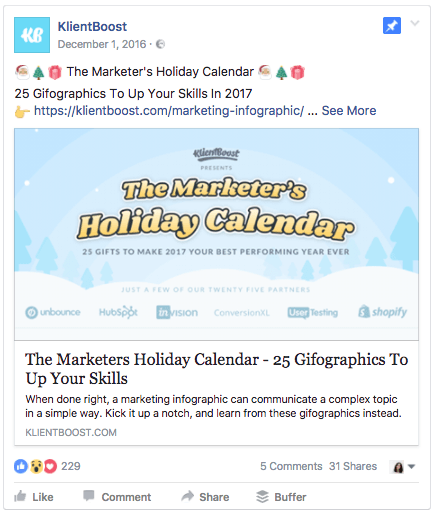 KB
KlientBoost
December 1, 2016 ·
The Marketer's Holiday Calendar
25 Gifographics To Up Your Skills In 2017
https://klientboost.com/marketing-infographic/ ... See More
KlientBoost
PRESENTS
The Marketer's
Holiday Calendar
25 GIFTS TO MAKE 2017 YOUR BEST PERFORMING YEAR EVER
JUST A FEW OF OUR TWENTY FIVE PARTNERS
unbounce HubSpot InVISION ConversionXL UserTesting shopify
The Marketers Holiday Calendar - 25 Gifographics To
Up Your Skills
When done right, a marketing infographic can communicate a complex topic
in a simple way. Kick it up a notch, and learn from these gifographics instead.
KLIENTBOOST.COM
229 5 Comments 31 Shares
Like Comment Share Buffer